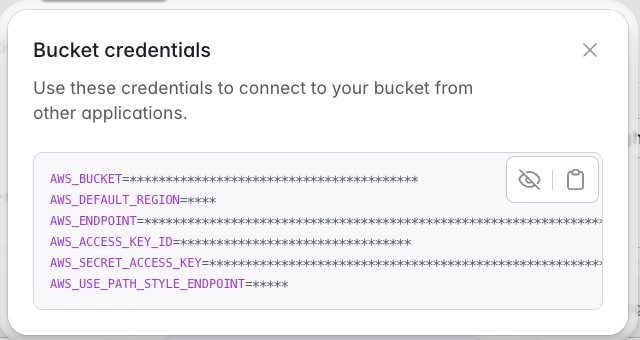 Bucket credentials
Use these credentials to connect to your bucket from
other applications.
AWS_BUCKET=****************************************
AWS_DEFAULT_REGION=****
AWS_ENDPOINT=****************************************************************
AWS_ACCESS_KEY_ID=********************************
AWS_SECRET_ACCESS_KEY=*******************************************************
AWS_USE_PATH_STYLE_ENDPOINT=*****